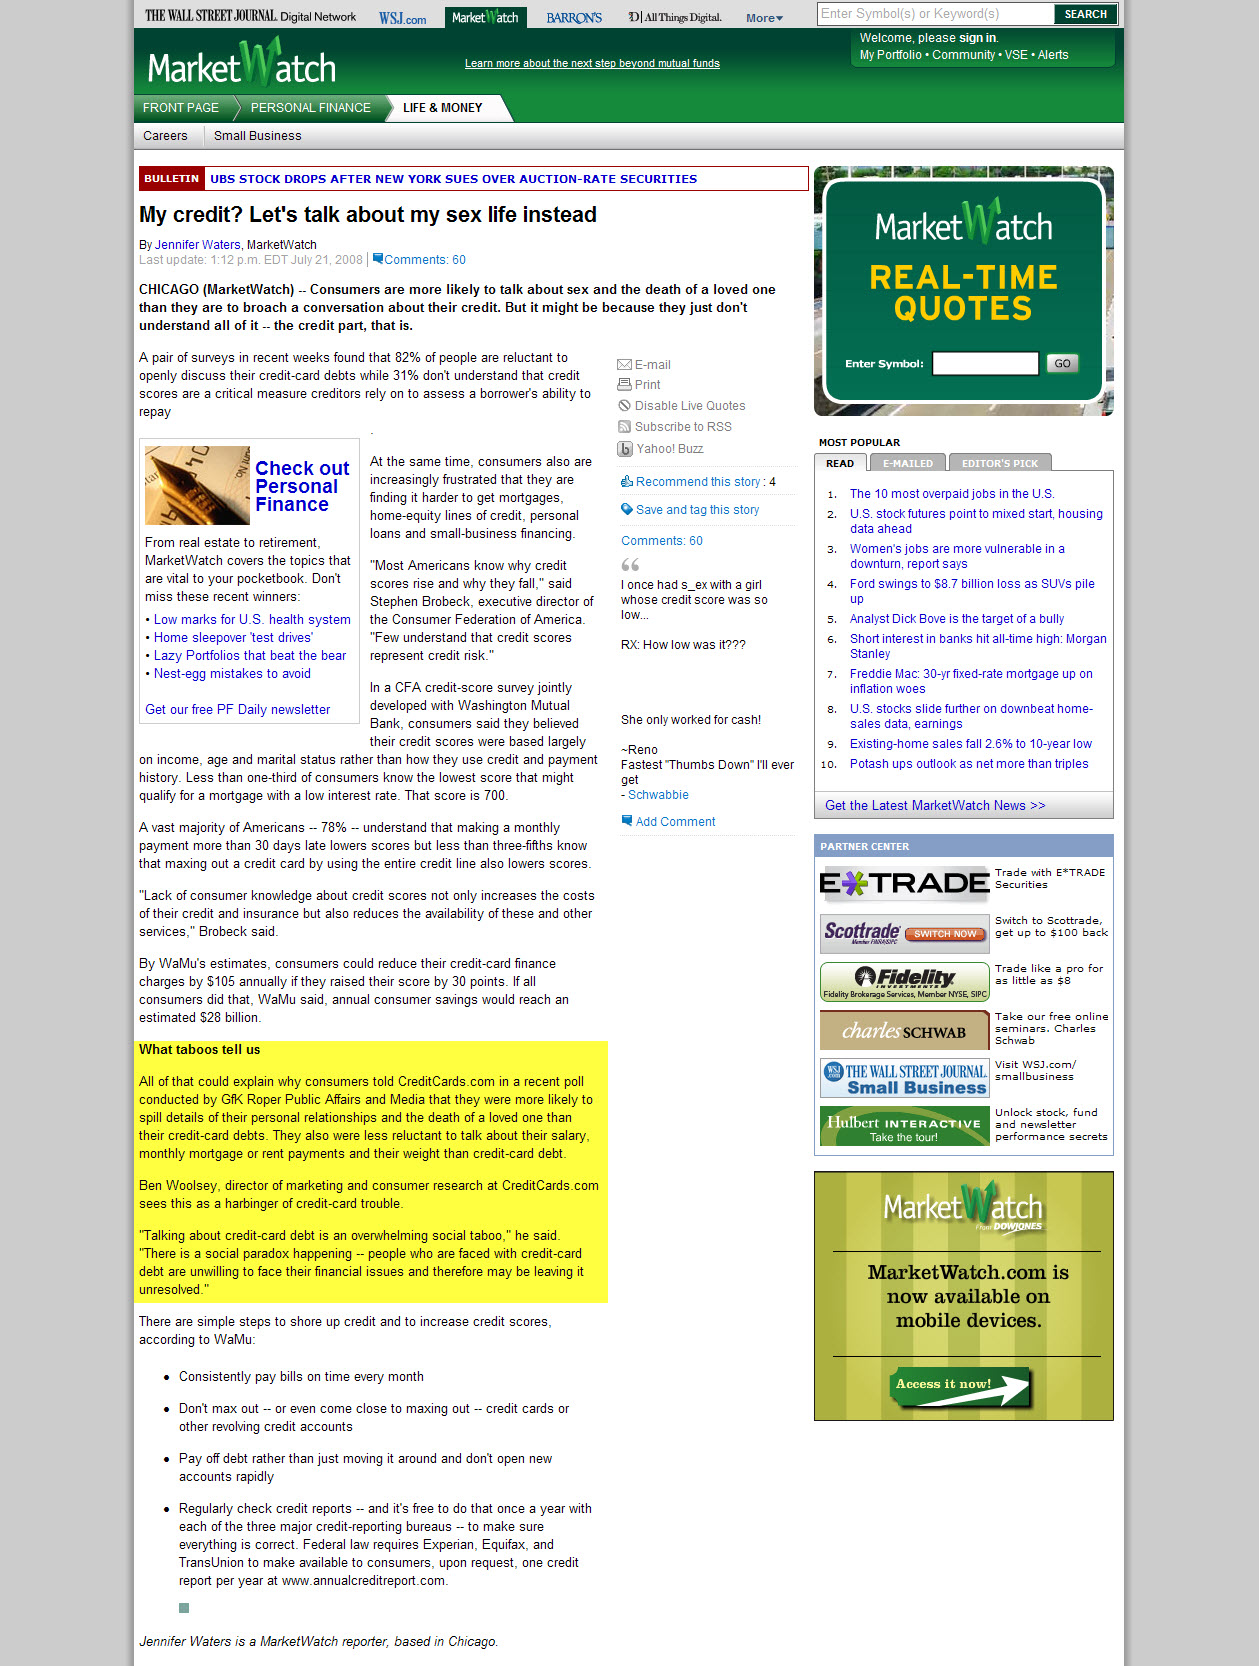 THE WALL STREET JOURNAL. Digital Network
WSJ.com
MarketWatch
BARRON'S
D| All Things Digital.
More▾
Enter Symbol(s) or Keyword(s)
SEARCH
Welcome, please sign in.
My Portfolio • Community • VSE • Alerts
MarketWatch
Learn more about the next step beyond mutual funds
FRONT PAGE
PERSONAL FINANCE
LIFE & MONEY
Careers
Small Business
BULLETIN UBS STOCK DROPS AFTER NEW YORK SUES OVER AUCTION-RATE SECURITIES
My credit? Let's talk about my sex life instead
By Jennifer Waters, MarketWatch
Last update: 1:12 p.m. EDT July 21, 2008 | Comments: 60
CHICAGO (MarketWatch) -- Consumers are more likely to talk about sex and the death of a loved one
than they are to broach a conversation about their credit. But it might be because they just don't
understand all of it -- the credit part, that is.
A pair of surveys in recent weeks found that 82% of people are reluctant to
openly discuss their credit-card debts while 31% don't understand that credit
scores are a critical measure creditors rely on to assess a borrower's ability to
repay
.
Check out
Personal
Finance
From real estate to retirement,
MarketWatch covers the topics that
are vital to your pocketbook. Don't
miss these recent winners:
• Low marks for U.S. health system
• Home sleepover 'test drives'
• Lazy Portfolios that beat the bear
• Nest-egg mistakes to avoid
Get our free PF Daily newsletter
At the same time, consumers also are
increasingly frustrated that they are
finding it harder to get mortgages,
home-equity lines of credit, personal
loans and small-business financing.
"Most Americans know why credit
scores rise and why they fall," said
Stephen Brobeck, executive director of
the Consumer Federation of America.
"Few understand that credit scores
represent credit risk."
In a CFA credit-score survey jointly
developed with Washington Mutual
Bank, consumers said they believed
their credit scores were based largely
on income, age and marital status rather than how they use credit and payment
history. Less than one-third of consumers know the lowest score that might
qualify for a mortgage with a low interest rate. That score is 700.
A vast majority of Americans -- 78% -- understand that making a monthly
payment more than 30 days late lowers scores but less than three-fifths know
that maxing out a credit card by using the entire credit line also lowers scores.
"Lack of consumer knowledge about credit scores not only increases the costs
of their credit and insurance but also reduces the availability of these and other
services," Brobeck said.
By WaMu's estimates, consumers could reduce their credit-card finance
charges by $105 annually if they raised their score by 30 points. If all
consumers did that, WaMu said, annual consumer savings would reach an
estimated $28 billion.
What taboos tell us
All of that could explain why consumers told CreditCards.com in a recent poll
conducted by GfK Roper Public Affairs and Media that they were more likely to
spill details of their personal relationships and the death of a loved one than
their credit-card debts. They also were less reluctant to talk about their salary,
monthly mortgage or rent payments and their weight than credit-card debt.
Ben Woolsey, director of marketing and consumer research at CreditCards.com
sees this as a harbinger of credit-card trouble.
"Talking about credit-card debt is an overwhelming social taboo," he said.
"There is a social paradox happening -- people who are faced with credit-card
debt are unwilling to face their financial issues and therefore may be leaving it
unresolved."
There are simple steps to shore up credit and to increase credit scores,
according to WaMu:
• Consistently pay bills on time every month
• Don't max out -- or even come close to maxing out -- credit cards or
other revolving credit accounts
• Pay off debt rather than just moving it around and don't open new
accounts rapidly
• Regularly check credit reports -- and it's free to do that once a year with
each of the three major credit-reporting bureaus -- to make sure
everything is correct. Federal law requires Experian, Equifax, and
TransUnion to make available to consumers, upon request, one credit
report per year at www.annualcreditreport.com.
Jennifer Waters is a MarketWatch reporter, based in Chicago.
E-mail
Print
Disable Live Quotes
Subscribe to RSS
Yahoo! Buzz
Recommend this story : 4
Save and tag this story
Comments: 60
I once had s_ex with a girl
whose credit score was so
low...
RX: How low was it???
She only worked for cash!
~Reno
Fastest "Thumbs Down" I'll ever
get
- Schwabbie
Add Comment
MarketWatch
REAL-TIME
QUOTES
Enter Symbol:
GO
MOST POPULAR
READ
E-MAILED
EDITOR'S PICK
1. The 10 most overpaid jobs in the U.S.
2. U.S. stock futures point to mixed start, housing
data ahead
3. Women's jobs are more vulnerable in a
downturn, report says
4. Ford swings to $8.7 billion loss as SUVs pile
up
5. Analyst Dick Bove is the target of a bully
6. Short interest in banks hit all-time high: Morgan
Stanley
7. Freddie Mac: 30-yr fixed-rate mortgage up on
inflation woes
8. U.S. stocks slide further on downbeat home-
sales data, earnings
9. Existing-home sales fall 2.6% to 10-year low
10. Potash ups outlook as net more than triples
Get the Latest MarketWatch News >>
PARTNER CENTER
E*TRADE
Trade with E*TRADE
Securities
Scottrade
Member FINRA/SIPC
SWITCH NOW
Switch to Scottrade,
get up to $100 back
Fidelity
INVESTMENTS
Fidelity Brokerage Services, Member NYSE, SIPC
Trade like a pro for
as little as $8
charles SCHWAB
Take our free online
seminars. Charles
Schwab
WSJ.COM
THE WALL STREET JOURNAL.
Small Business
Visit WSJ.com/
smallbusiness
Hulbert INTERACTIVE
Take the tour!
Unlock stock, fund
and newsletter
performance secrets
MarketWatch
From DOWJONES
MarketWatch.com is
now available on
mobile devices.
Access it now!